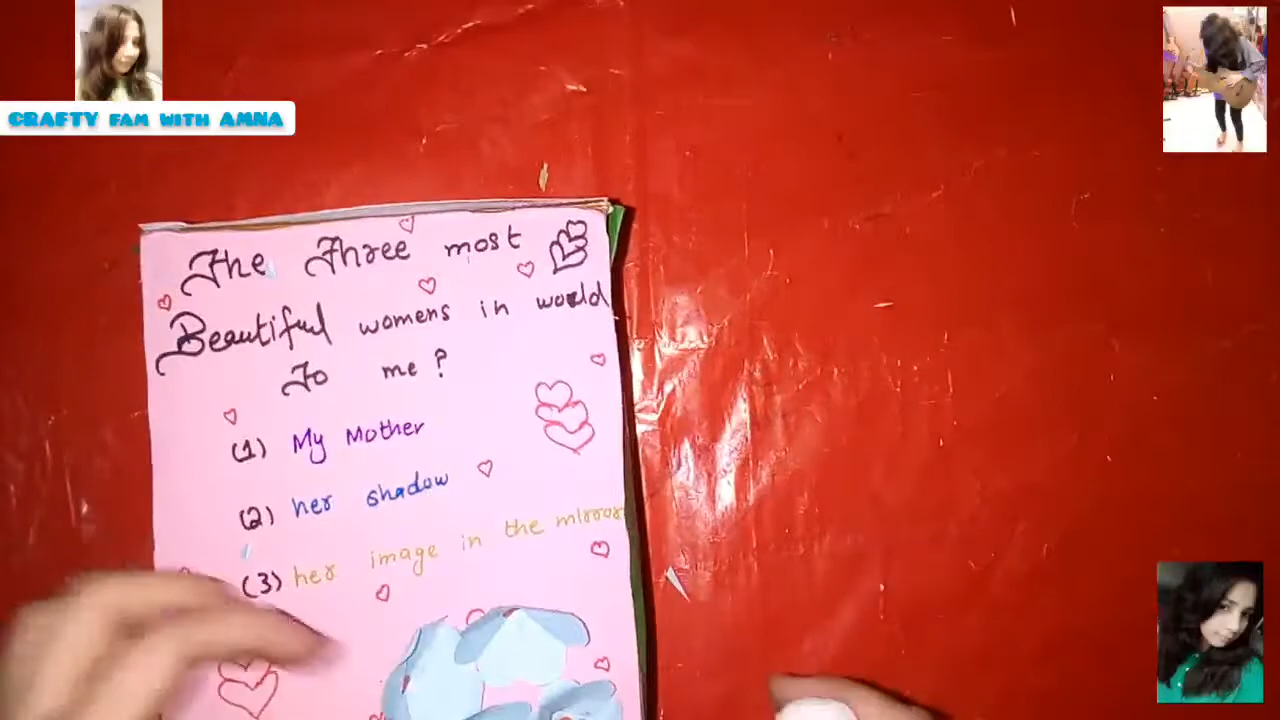 CRAFTY FAM WITH AMNA
The Three most
Beautiful womens in world
To me?
(1) My Mother
(2) her shadow
(3) her image in the mirror